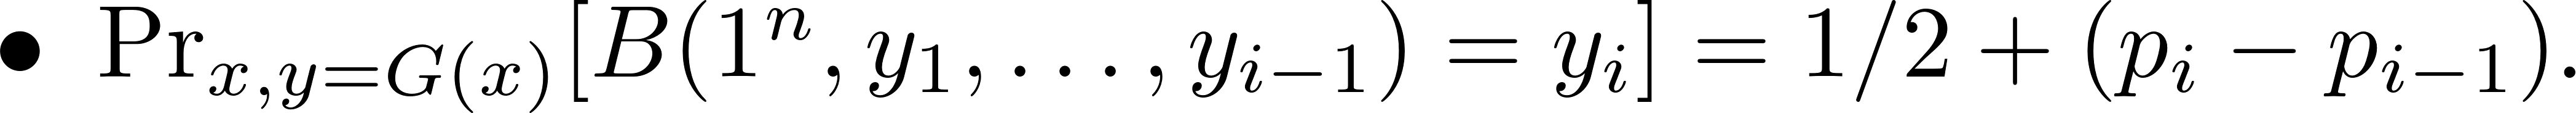 • Pr_{x,y=G(x)}[B(1^n, y_1, . . . , y_{i−1}) = y_i] = 1/2 + (p_i − p_{i−1}).